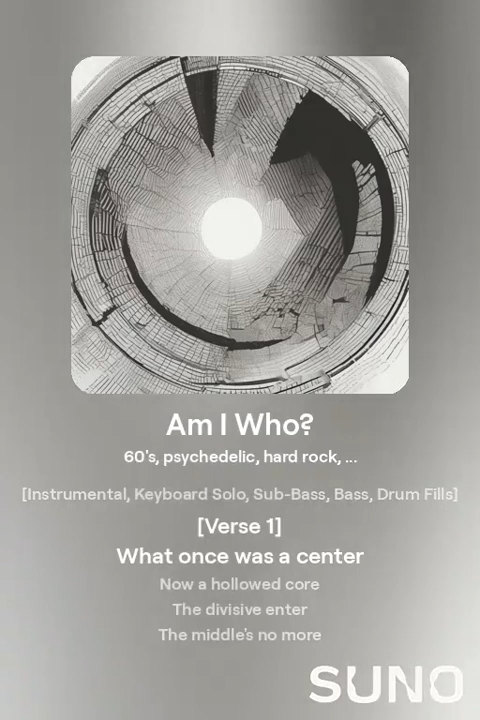 Am I Who?
60's, psychedelic, hard rock, ...
[Instrumental, Keyboard Solo, Sub-Bass, Bass, Drum Fills]
[Verse 1]
What once was a center
Now a hollowed core
The divisive enter
The middle's no more
SUNO